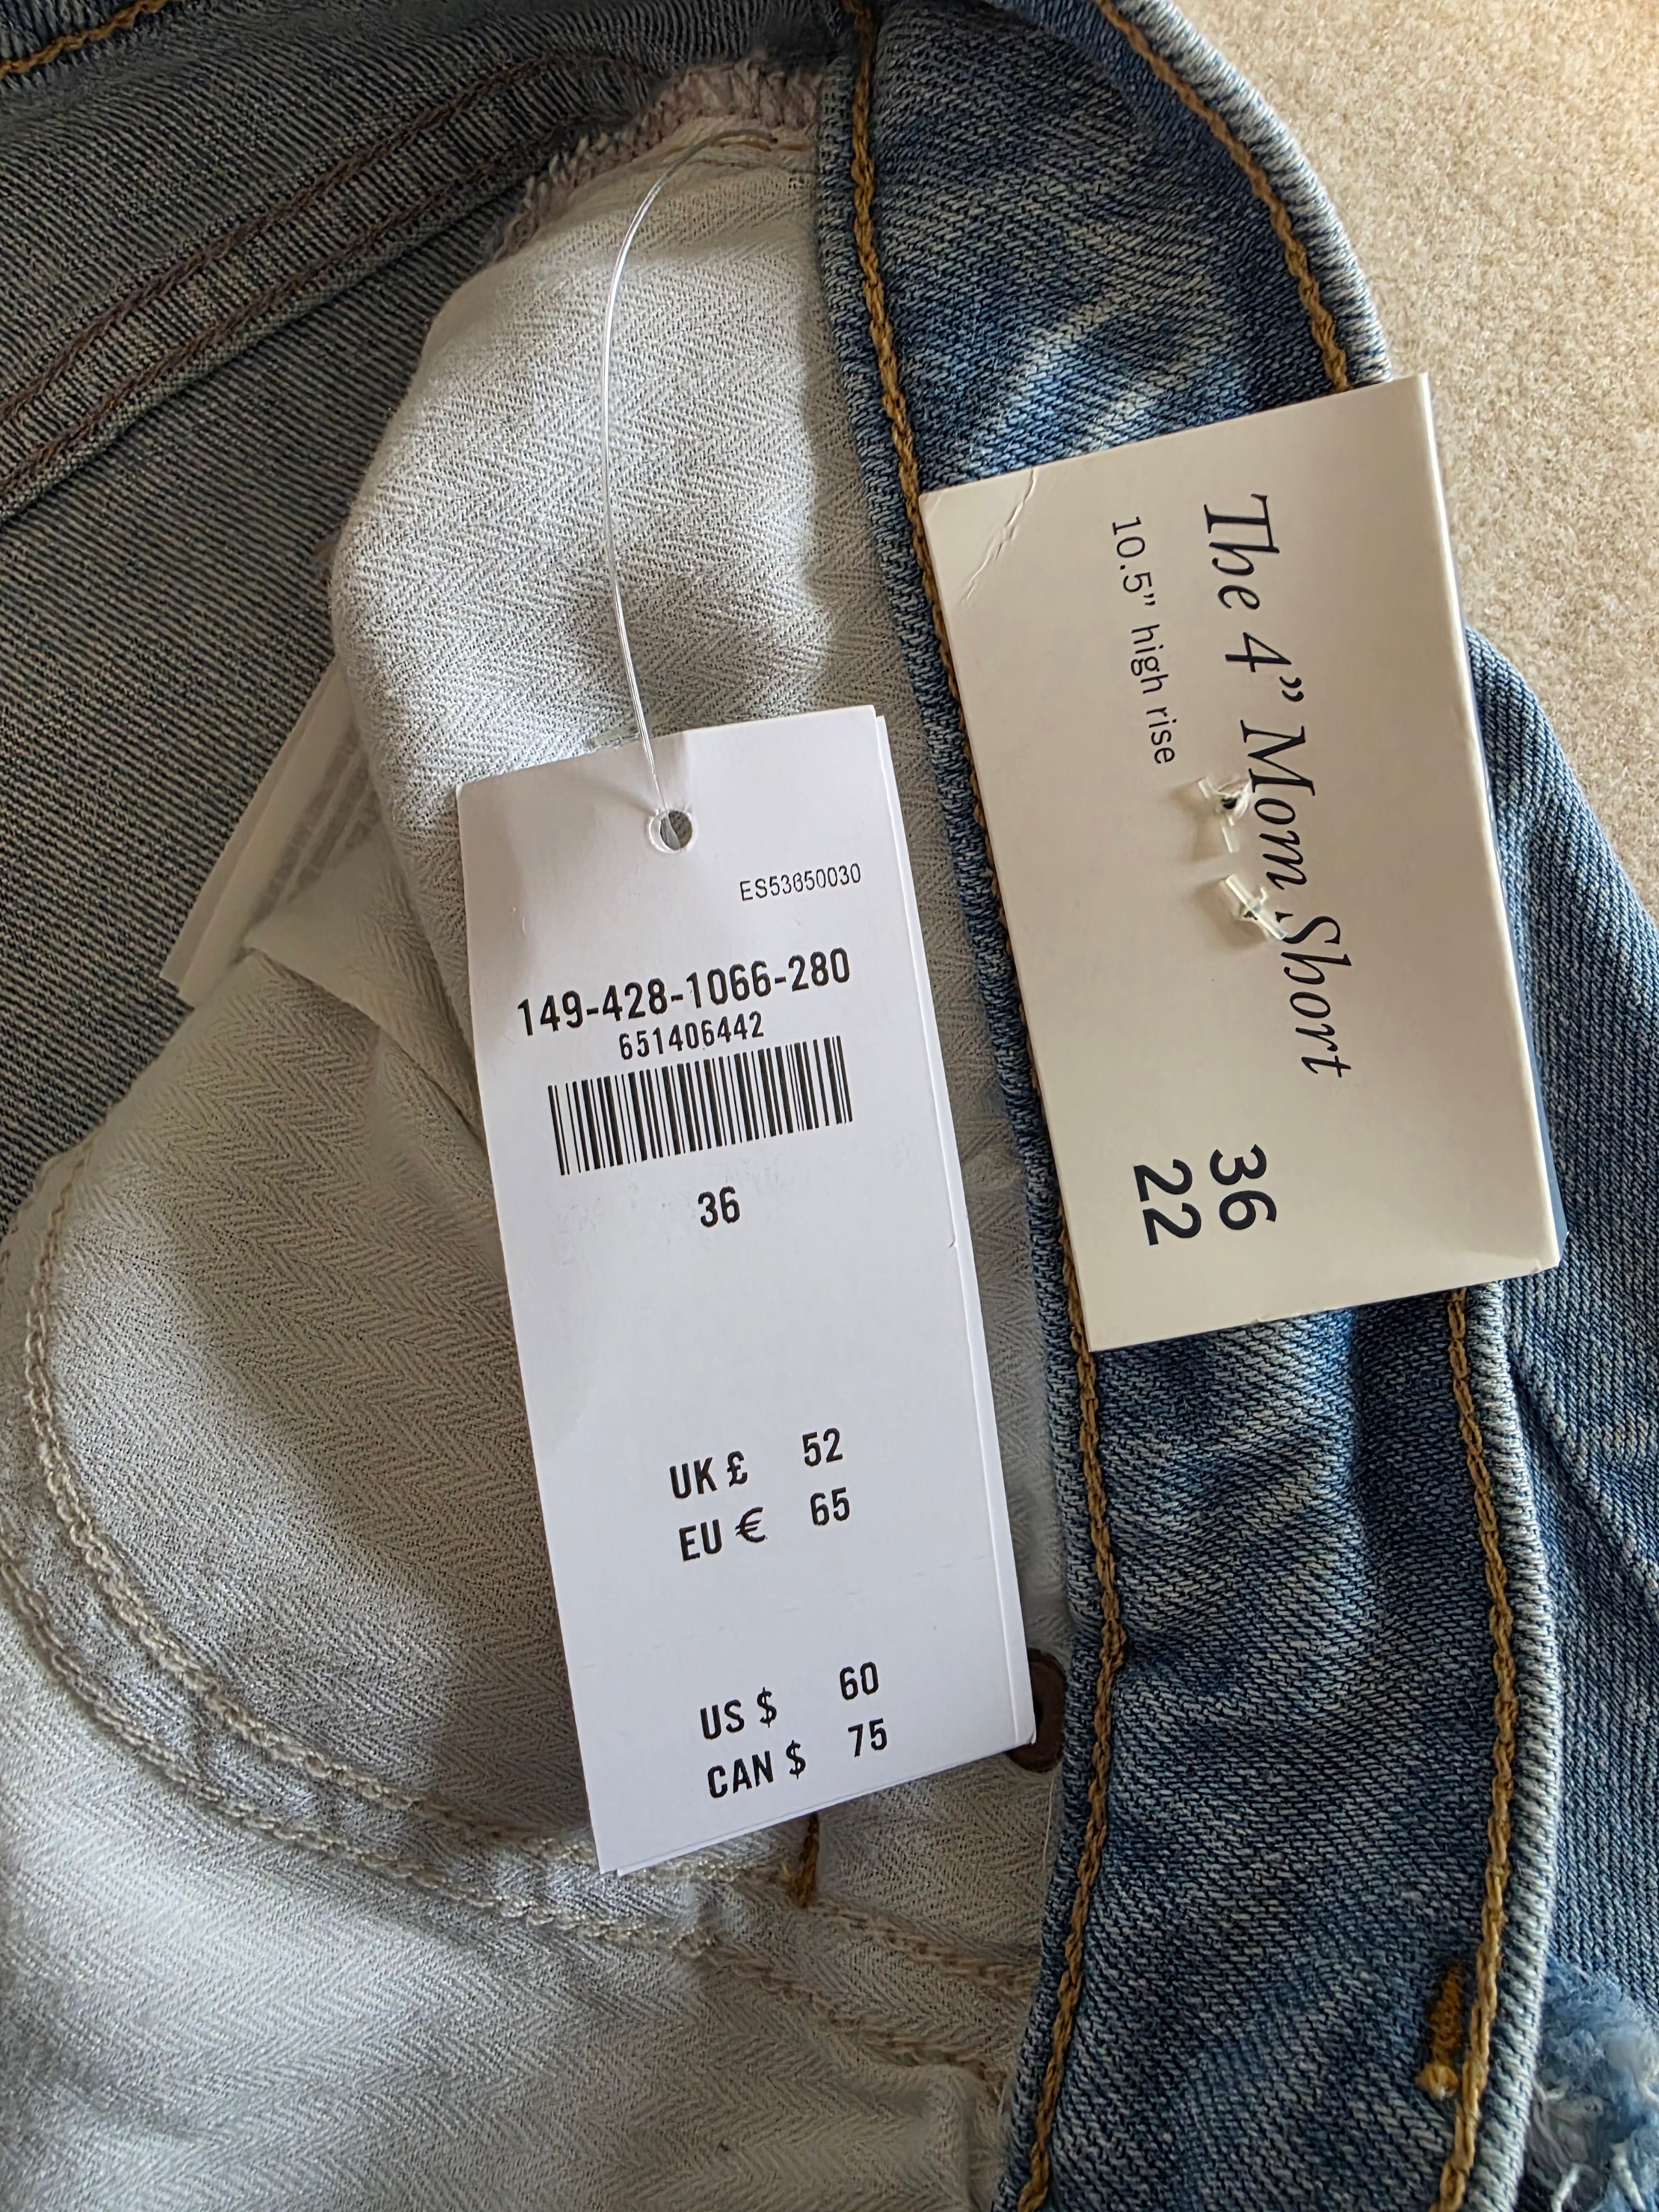 ES53650030
149-428-1066-280
651406442
36
UK £ 52
EU € 65
US $ 60
CAN $ 75
The 4” Mom Short
10.5" high rise
36
22